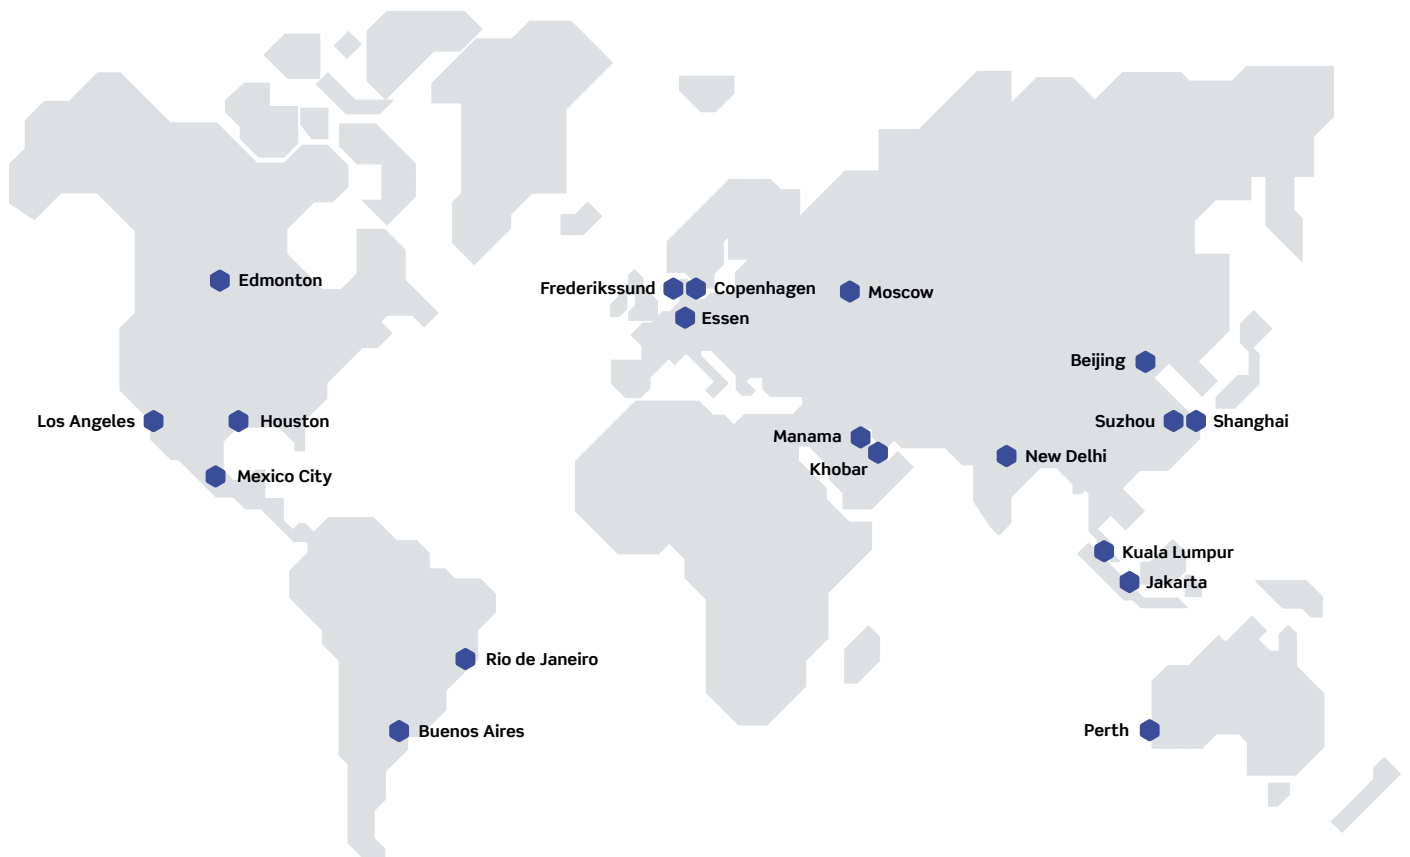 Edmonton
Frederikssund
Copenhagen
Moscow
Essen
Beijing
Los Angeles
Houston
Suzhou
Shanghai
Manama
New Delhi
Khobar
Mexico City
Kuala Lumpur
Jakarta
Rio de Janeiro
Perth
Buenos Aires